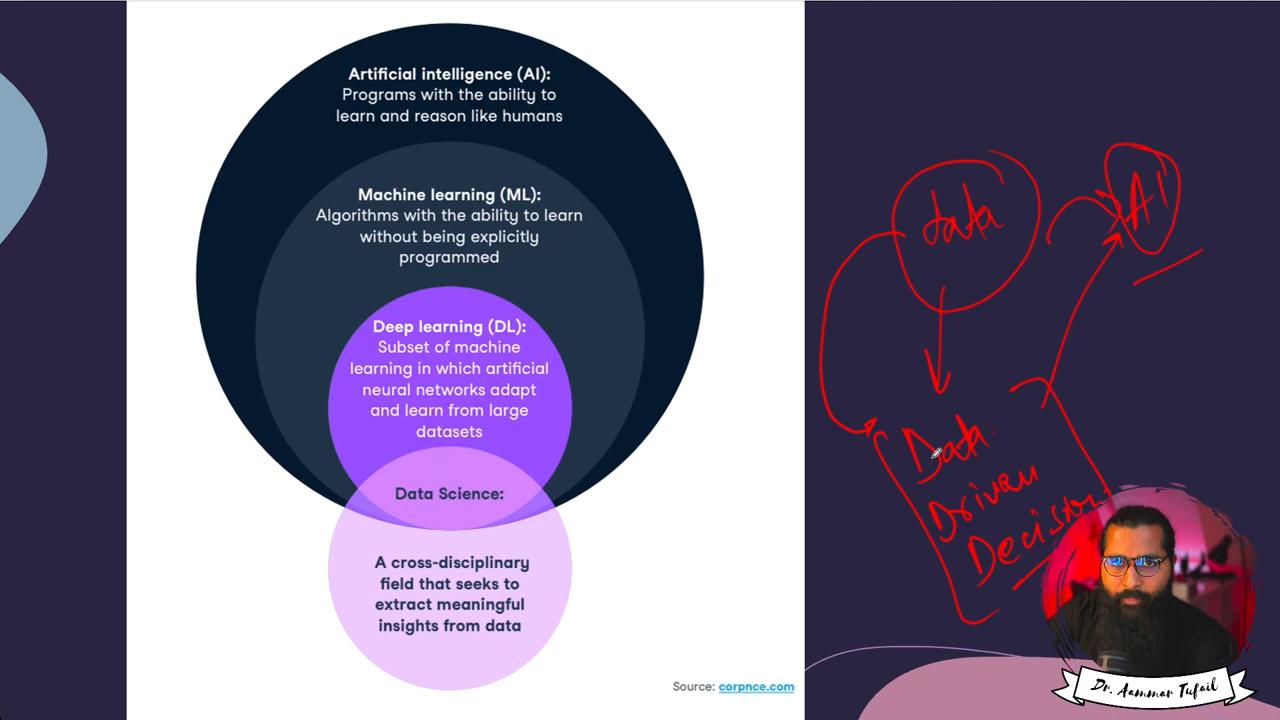 Artificial intelligence (AI):
Programs with the ability to
learn and reason like humans
Machine learning (ML):
Algorithms with the ability to learn
without being explicitly
programmed
Deep learning (DL):
Subset of machine
learning in which artificial
neural networks adapt
and learn from large
datasets
Data Science:
A cross-disciplinary
field that seeks to
extract meaningful
insights from data
Source: corpnce.com
data
AI
Data
Driven
Decision
Dr. Aammar Tufail